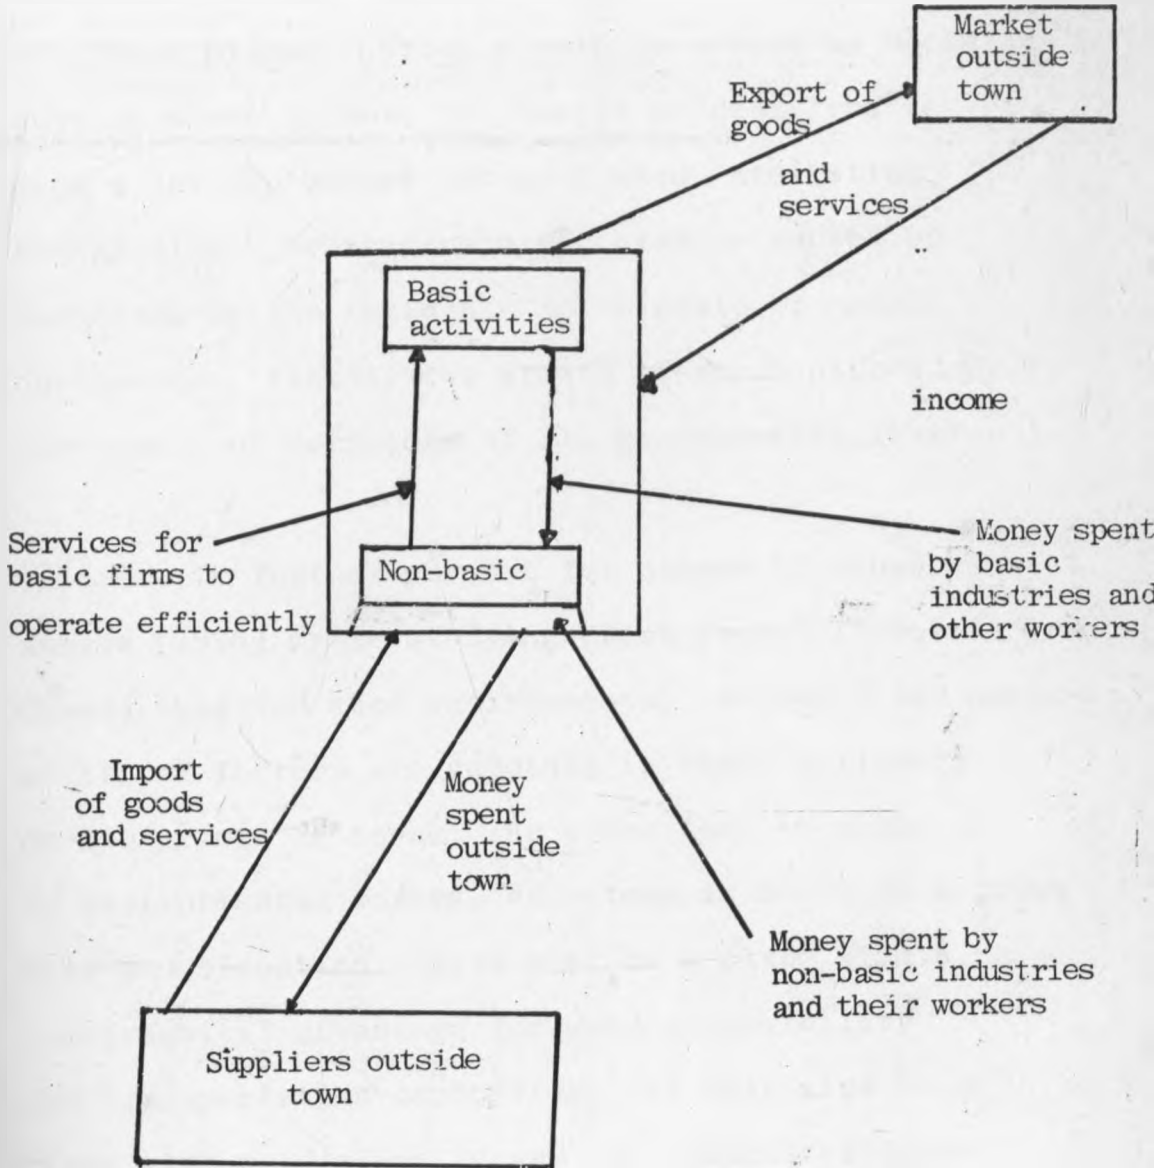 Market
outside
town
Export of
goods
and
services
Basic
activities
income
Services for
basic firms to
operate efficiently
Non-basic
Money spent
by basic
industries and
other workers
Import
of goods
and services
Money
spent
outside
town
Money spent by
non-basic industries
and their workers
Suppliers outside
town